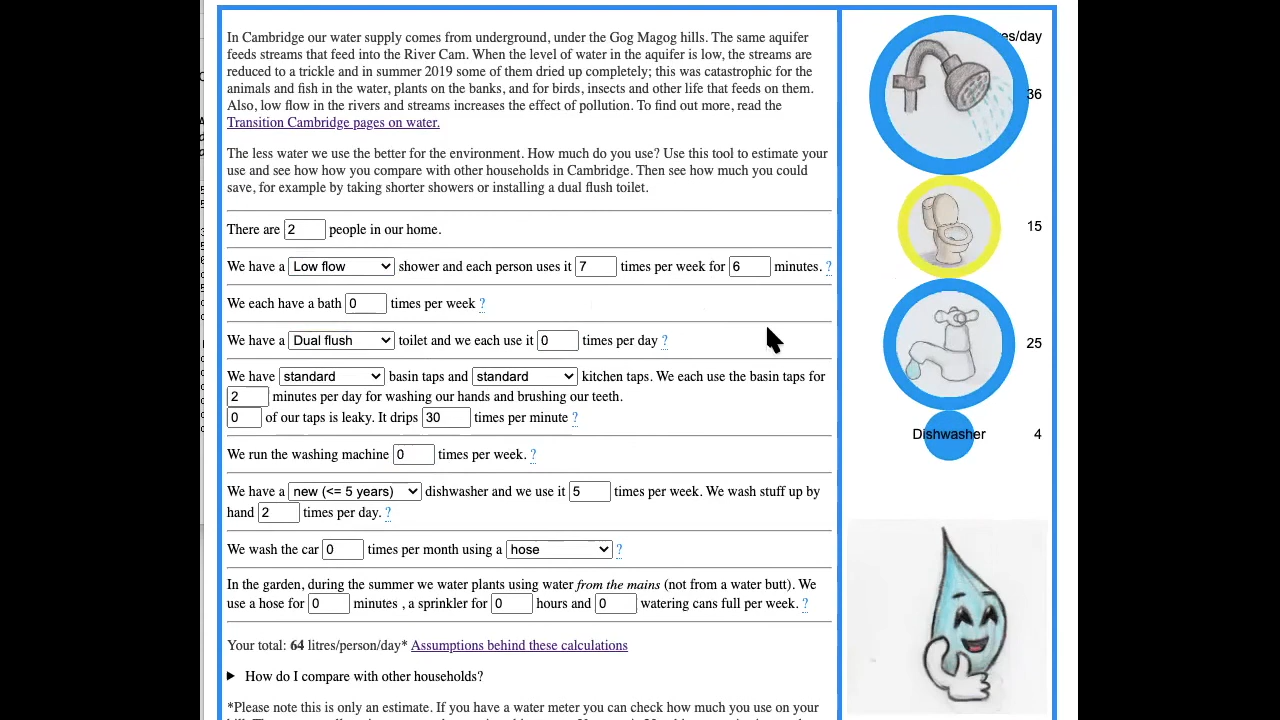 In Cambridge our water supply comes from underground, under the Gog Magog hills. The same aquifer
feeds streams that feed into the River Cam. When the level of water in the aquifer is low, the streams are
reduced to a trickle and in summer 2019 some of them dried up completely; this was catastrophic for the
animals and fish in the water, plants on the banks, and for birds, insects and other life that feeds on them.
Also, low flow in the rivers and streams increases the effect of pollution. To find out more, read the
Transition Cambridge pages on water.
The less water we use the better for the environment. How much do you use? Use this tool to estimate your
use and see how how you compare with other households in Cambridge. Then see how much you could
save, for example by taking shorter showers or installing a dual flush toilet.
There are 2 people in our home.
We have a Low flow shower and each person uses it 7 times per week for 6 minutes. ?
We each have a bath 0 times per week ?
We have a Dual flush toilet and we each use it 0 times per day ?
We have standard basin taps and standard kitchen taps. We each use the basin taps for
2 minutes per day for washing our hands and brushing our teeth.
0 of our taps is leaky. It drips 30 times per minute ?
We run the washing machine 0 times per week. ?
We have a new (<= 5 years) dishwasher and we use it 5 times per week. We wash stuff up by
hand 2 times per day. ?
We wash the car 0 times per month using a hose ?
In the garden, during the summer we water plants using water from the mains (not from a water butt). We
use a hose for 0 minutes , a sprinkler for 0 hours and 0 watering cans full per week. ?
Your total: 64 litres/person/day* Assumptions behind these calculations
How do I compare with other households?
*Please note this is only an estimate. If you have a water meter you can check how much you use on your
es/day
36
15
25
Dishwasher 4